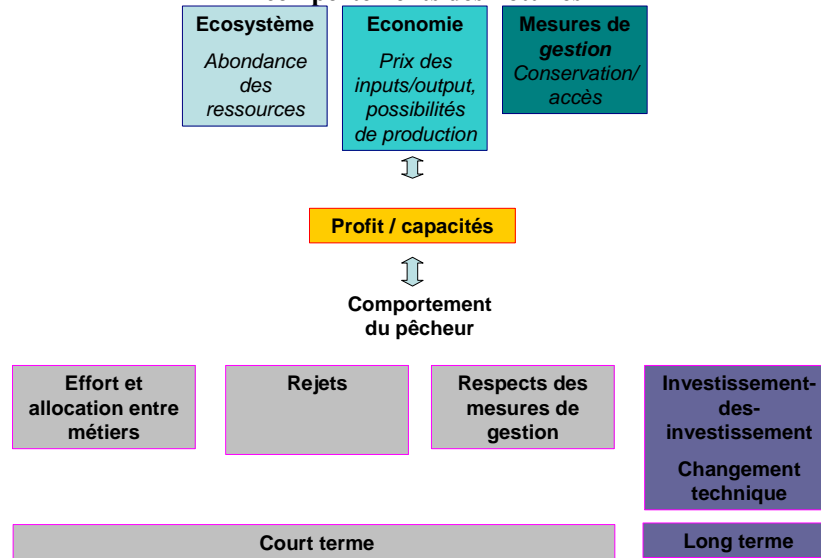 Ecosystème
Abondance
des
ressources
Economie
Prix des
inputs/output,
possibilités
de production
Mesures de
gestion
Conservation/
accès
Profit / capacités
Comportement
du pêcheur
Effort et
allocation entre
métiers
Rejets
Respects des
mesures de
gestion
Investissement-
des-
investissement
Changement
technique
Court terme
Long terme